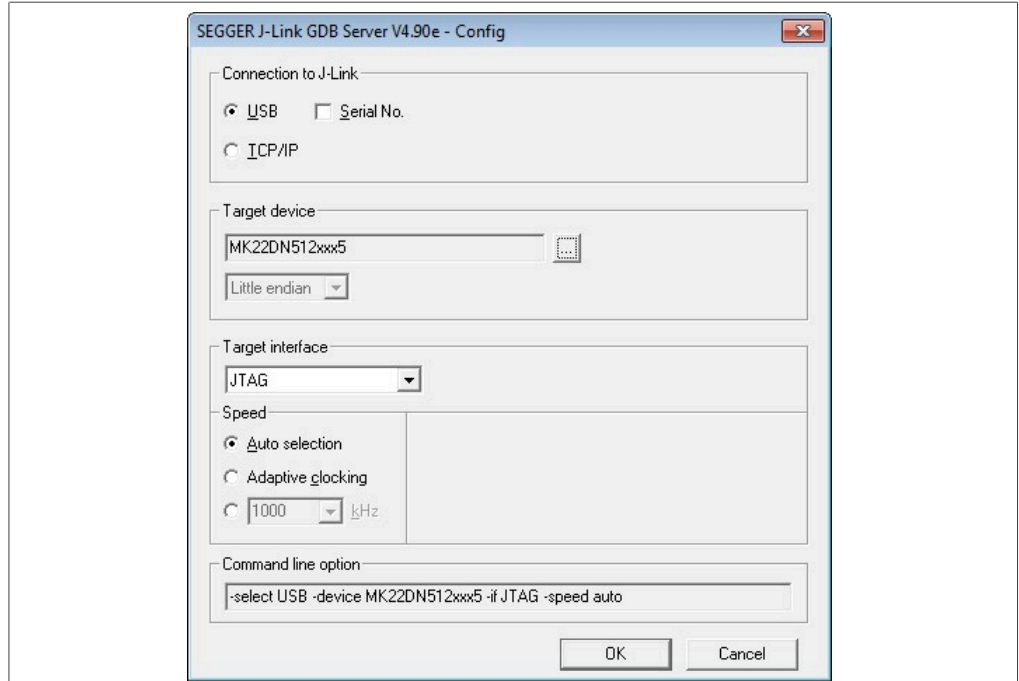 SEGGER J-Link GDB Server V4.90e - Config
Connection to J-Link
USB Serial No.
TCP/IP
Target device
MK22DN512xxx5 ...
Little endian
Target interface
JTAG
Speed
Auto selection
Adaptive clocking
1000 kHz
Command line option
-select USB -device MK22DN512xxx5 -if JTAG -speed auto
OK Cancel